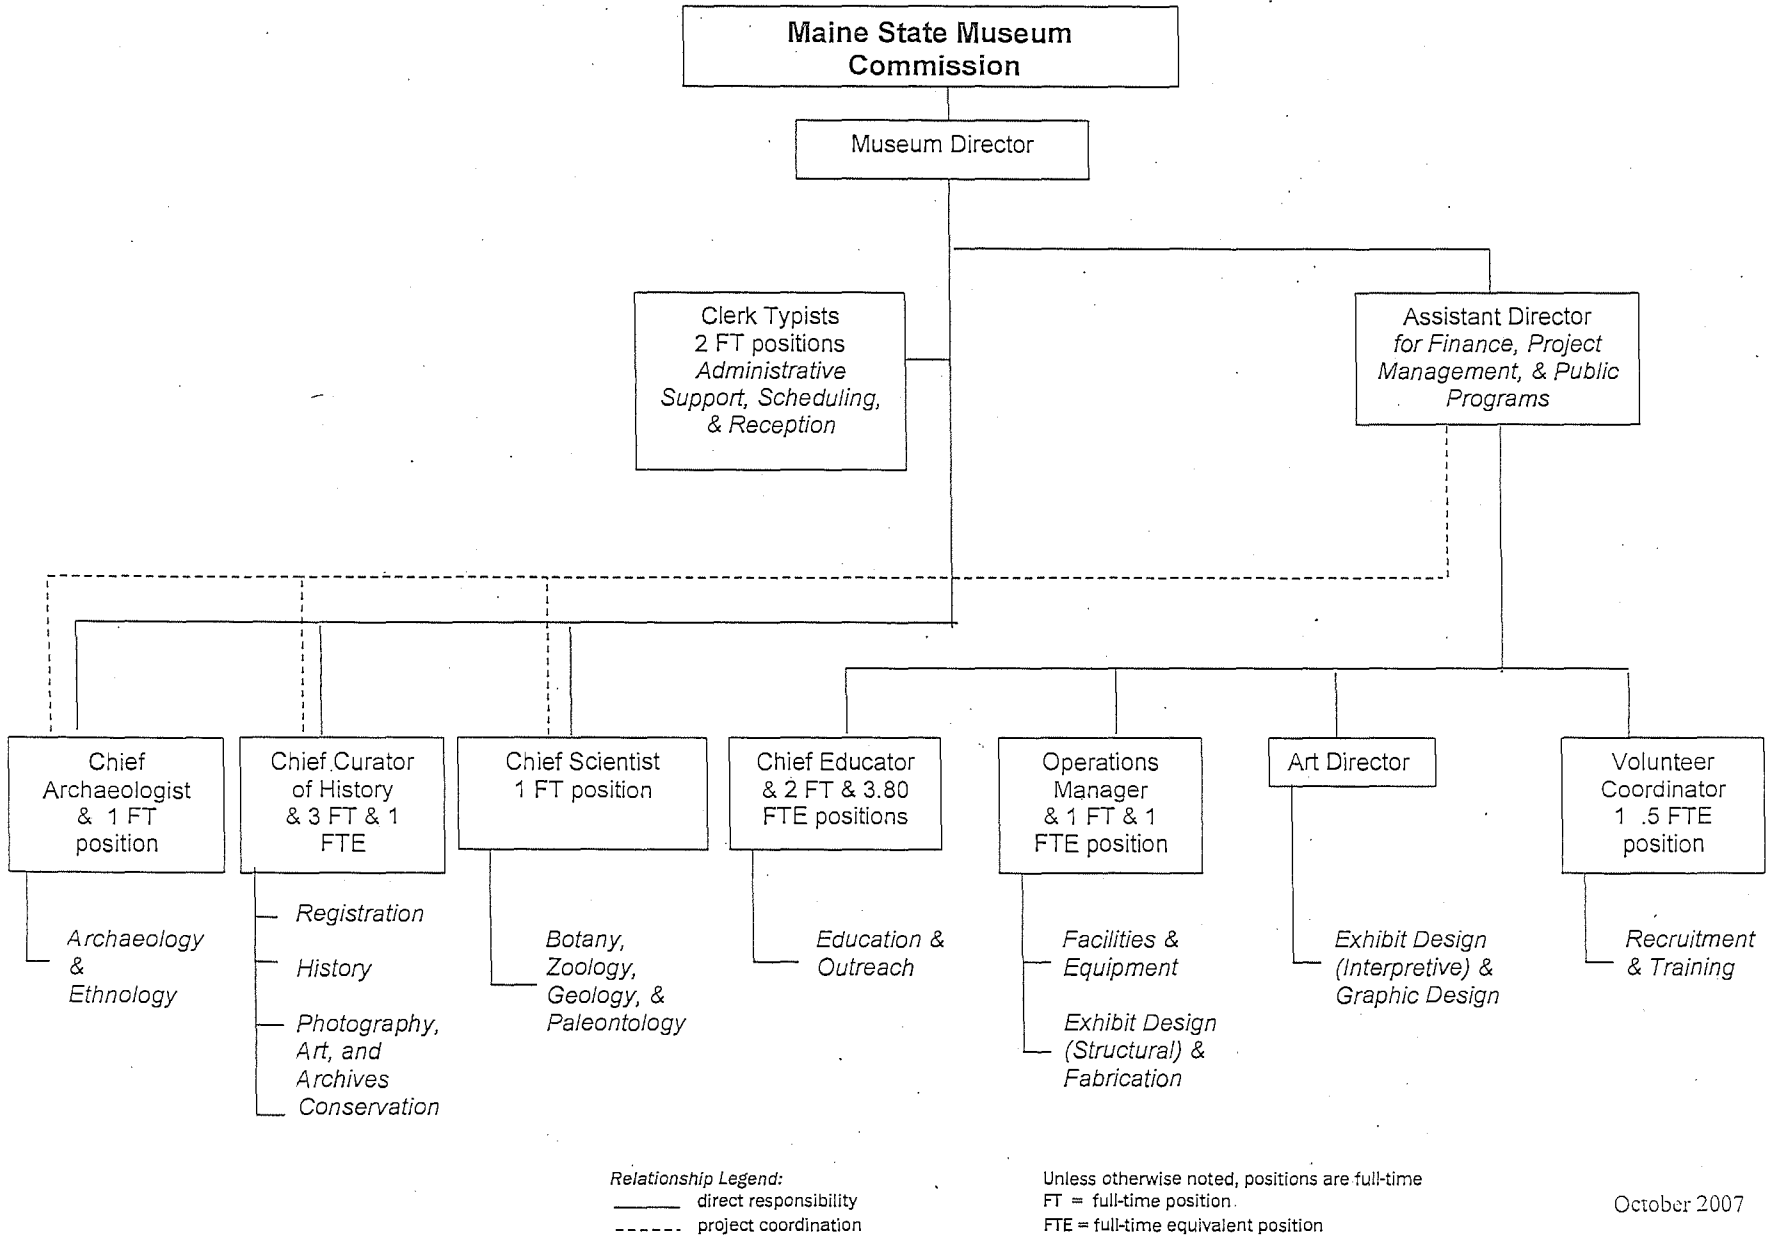 Maine State Museum
Commission
Museum Director
Clerk Typists
2 FT positions
Administrative
Support, Scheduling,
& Reception
Assistant Director
for Finance, Project
Management, & Public
Programs
Chief
Archaeologist
& 1 FT
position
Chief Curator
of History
& 3 FT & 1
FTE
Chief Scientist
1 FT position
Chief Educator
& 2 FT & 3.80
FTE positions
Operations
Manager
& 1 FT & 1
FTE position
Art Director
Volunteer
Coordinator
1 .5 FTE
position
Archaeology
&
Ethnology
Registration
History
Photography,
Art, and
Archives
Conservation
Botany,
Zoology,
Geology, &
Paleontology
Education &
Outreach
Facilities &
Equipment
Exhibit Design
(Structural) &
Fabrication
Exhibit Design
(Interpretive) &
Graphic Design
Recruitment
& Training
Relationship Legend:
direct responsibility
project coordination
Unless otherwise noted, positions are full-time
FT = full-time position
FTE = full-time equivalent position
October 2007